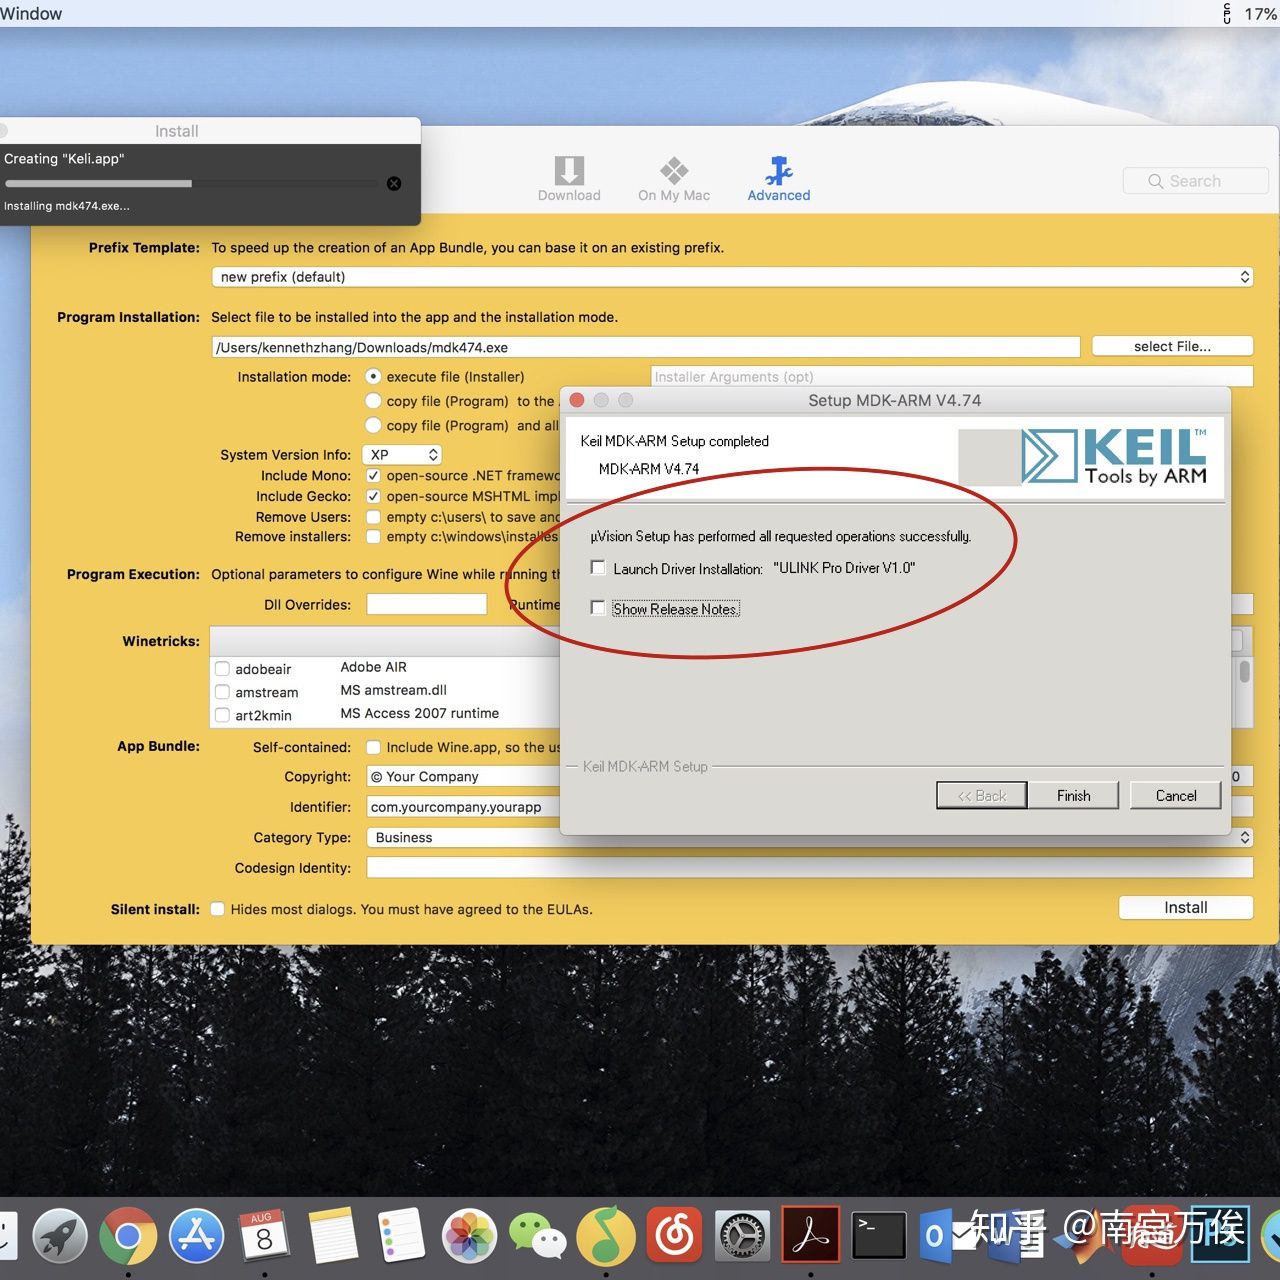 Window
CPU 17%
Install
Creating "Keli.app"
Installing mdk474.exe...
Download
On My Mac
Advanced
Search
Prefix Template: To speed up the creation of an App Bundle, you can base it on an existing prefix.
new prefix (default)
Program Installation: Select file to be installed into the app and the installation mode.
/Users/kennethzhang/Downloads/mdk474.exe
select File...
Installation mode: execute file (Installer)
Installer Arguments (opt)
copy file (Program) to the
copy file (Program) and all
System Version Info: XP
Include Mono: open-source .NET framewo
Include Gecko: open-source MSHTML impl
Remove Users: empty c:\users\ to save and
Remove installers: empty c:\windows\installes
Program Execution: Optional parameters to configure Wine while running th
Dll Overrides:
Runtime
Winetricks:
adobeair Adobe AIR
amstream MS amstream.dll
art2kmin MS Access 2007 runtime
App Bundle: Self-contained: Include Wine.app, so the us
Copyright: © Your Company
0
Identifier: com.yourcompany.yourapp
Category Type: Business
Codesign Identity:
Silent install: Hides most dialogs. You must have agreed to the EULAs.
Install
Setup MDK-ARM V4.74
Keil MDK-ARM Setup completed
MDK-ARM V4.74
KEIL™
Tools by ARM
µVision Setup has performed all requested operations successfully.
Launch Driver Installation: "ULINK Pro Driver V1.0"
Show Release Notes.
Keil MDK-ARM Setup
<< Back
Finish
Cancel
AUG
8
>_
O
W
知乎 @南宫万俟